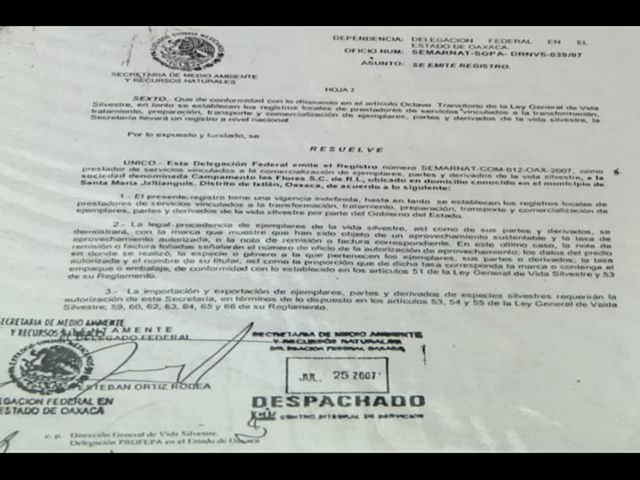 DEPENDENCIA: DELEGACIÓN FEDERAL EN EL
ESTADO DE OAXACA
OFICIO NUM: SEMARNAT-SGPA- DRNVS-039/07
ASUNTO: SE EMITE REGISTRO.
SECRETARIA DE MEDIO AMBIENTE
Y RECURSOS NATURALES
HOJA 2
SEXTO.- Que de conformidad con lo dispuesto en el artículo Octavo Transitorio de la Ley General de Vida
Silvestre, en tanto se establecen los registros locales de prestadores de servicios vinculados a la transformación,
tratamiento, preparación, transporte y comercialización de ejemplares, partes y derivados de la vida silvestre, la
Secretaría llevará un registro a nivel nacional
Por lo expuesto y fundado, se
RESUELVE
UNICO.- Esta Delegación Federal emite el Registro número SEMARNAT-COM-012-OAX-2007, como
prestador de servicios vinculados a la comercialización de ejemplares, partes y derivados de la vida silvestre, a la
sociedad denominada Campamento las Flores S.C. de R.L, ubicado en domicilio conocido en el municipio de
Santa María Jaltianguis, Distrito de Ixtlán, Oaxaca, de acuerdo a lo siguiente:
1.- El presente registro tiene una vigencia indefinida, hasta en tanto se establecen los registros locales de
prestadores de servicios vinculados a la transformación, tratamiento, preparación, transporte y comercialización de
ejemplares, partes y derivados de la vida silvestre por parte del Gobierno del Estado.
2.- La legal procedencia de ejemplares de la vida silvestre, así como de sus partes y derivados, se
demostrará, con la marca que muestre que han sido objeto de un aprovechamiento sustentable y la tasa de
aprovechamiento autorizada, o la nota de remisión o factura correspondiente. En este último caso, la nota de
remisión o factura foliadas señalarán el número de oficio de la autorización de aprovechamiento; los datos del predio
en donde se realizó; la especie o género a la que pertenecen los ejemplares, sus partes o derivados; la tasa
autorizada y el nombre de su titular, así como la proporción que de dicha tasa corresponda la marca o contenga el
empaque o embalaje, de conformidad con lo establecido en los artículos 51 de la Ley General de Vida Silvestre y 53
de su Reglamento.
3.- La importación y exportación de ejemplares, partes y derivados de especies silvestres requerirán la
autorización de esta Secretaría, en términos de lo dispuesto en los artículos 53, 54 y 55 de la Ley General de Vaida
Silvestre; 59, 60, 62, 63, 64, 65 y 66 de su Reglamento.
SECRETARIA DE MEDIO AMBIENTE
Y RECURSOS NATURALES
ATENTAMENTE
EL DELEGADO FEDERAL
ESTEBAN ORTIZ RODEA
DELEGACION FEDERAL EN
ESTADO DE OAXACA
SECRETARIA DE MEDIO AMBIENTE
Y RECURSOS NATURALES
DELEGACION FEDERAL OAXACA
JUL 25 2007
DESPACHADO
CENTRO INTEGRAL DE SERVICIOS
c. p. Dirección General de Vida Silvestre.
Delegación PROFEPA en el Estado de Oaxaca